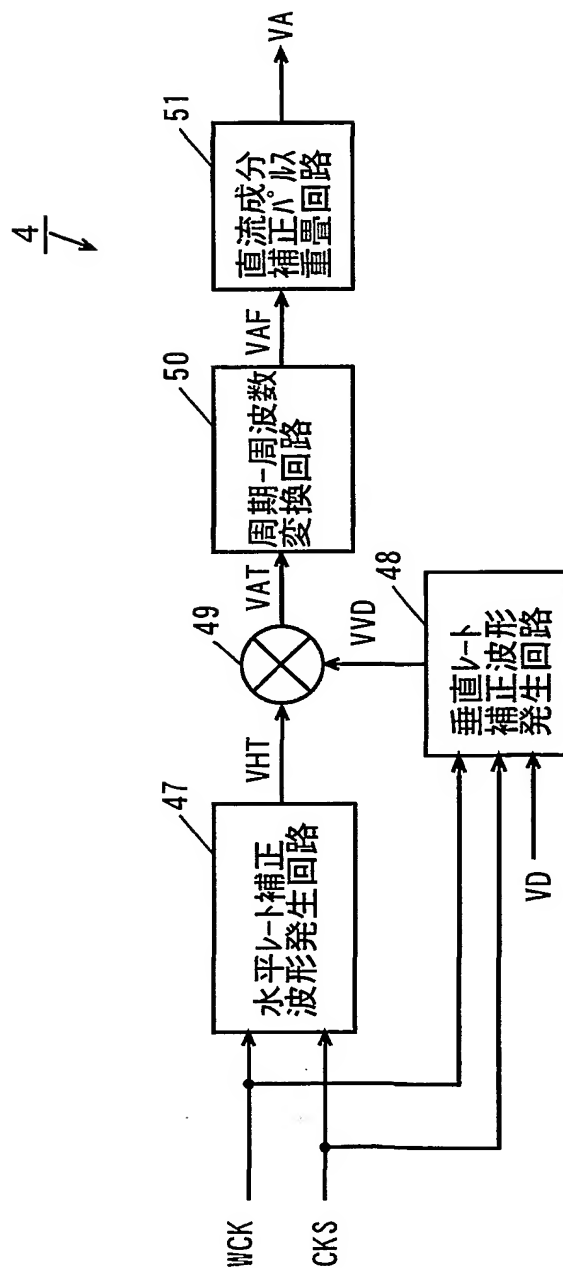 4
WCK
CKS
47
水平レート補正
波形発生回路
VHT
49
VAT
50
周期-周波数
変換回路
VAF
51
直流成分
補正パルス
重畳回路
VA
VVD
48
垂直レート
補正波形
発生回路
VD